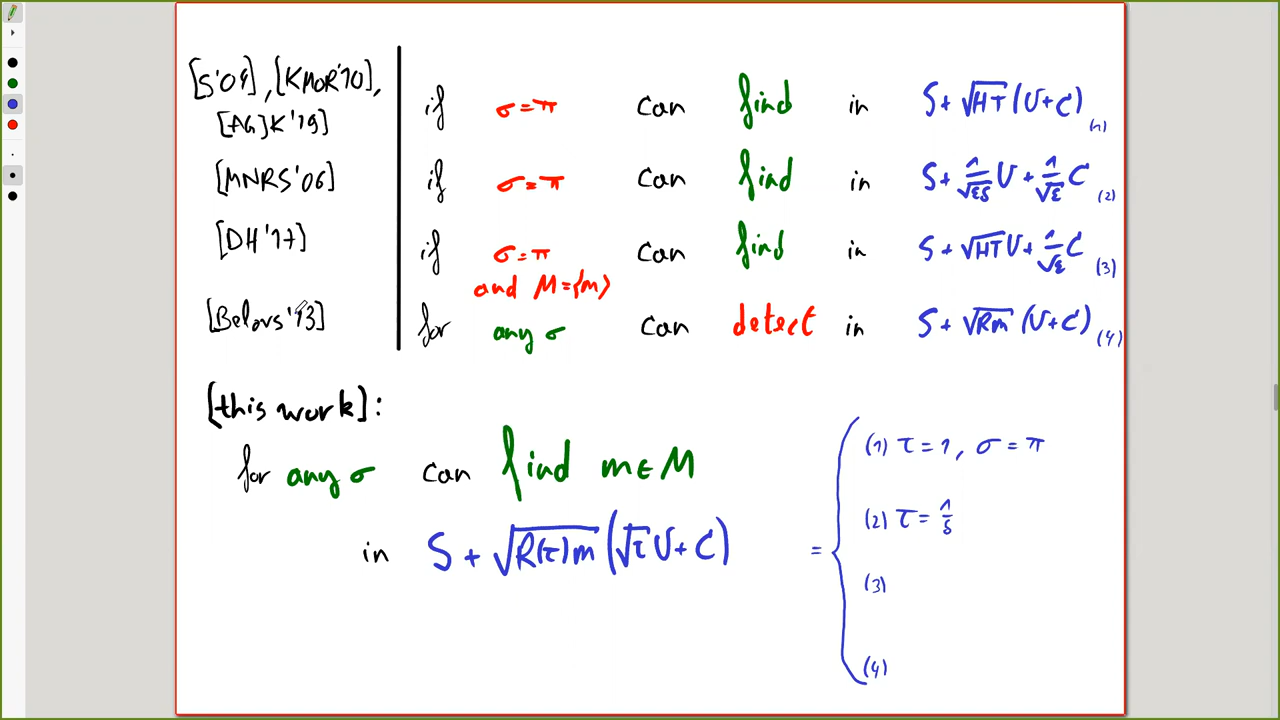 [S'04], [KMOR'10], [AG]K'19] if σ=π can find in S+√HT (U+C) (1)
[MNRS'06] if σ=π can find in S+ 1/√εδ U + 1/√ε C (2)
[DH'17] if σ=π and M={m} can find in S+√HT U + 1/√ε C (3)
[Belovs'13] for any σ can detect in S+√Rm (U+C) (4)
[this work]:
for any σ can find m∈M
in S+√R(τ)m (√τ U+C) =
(1) τ=1, σ=π
(2) τ= 1/δ
(3)
(4)